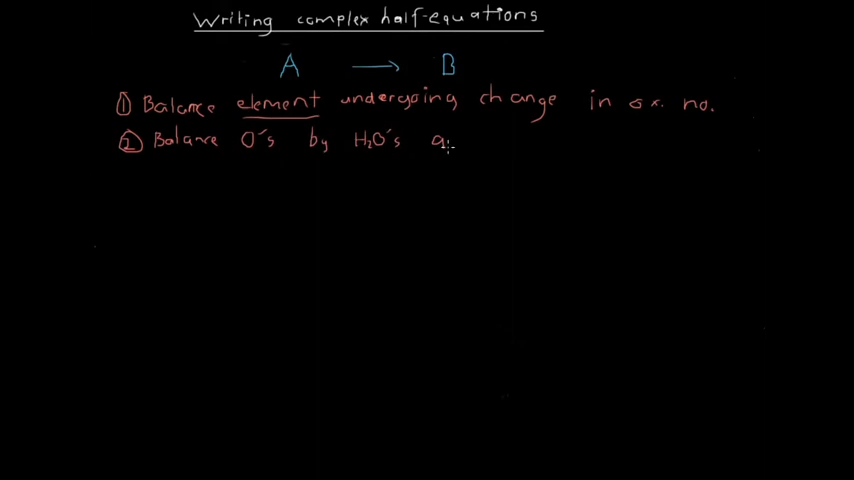 Writing complex half-equations
A → B
① Balance element undergoing change in ox. no.
② Balance O's by H₂O's a